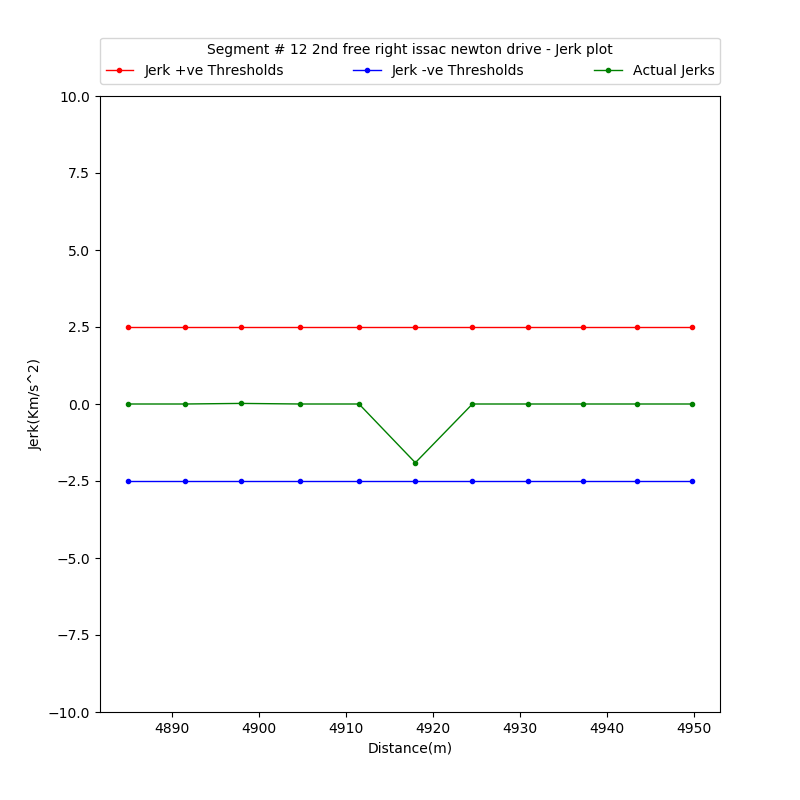 Segment # 12 2nd free right issac newton drive - Jerk plot
Jerk +ve Thresholds Jerk -ve Thresholds Actual Jerks
10.0
7.5
5.0
2.5
0.0
−2.5
−5.0
−7.5
−10.0
Jerk(Km/s^2)
4890 4900 4910 4920 4930 4940 4950
Distance(m)